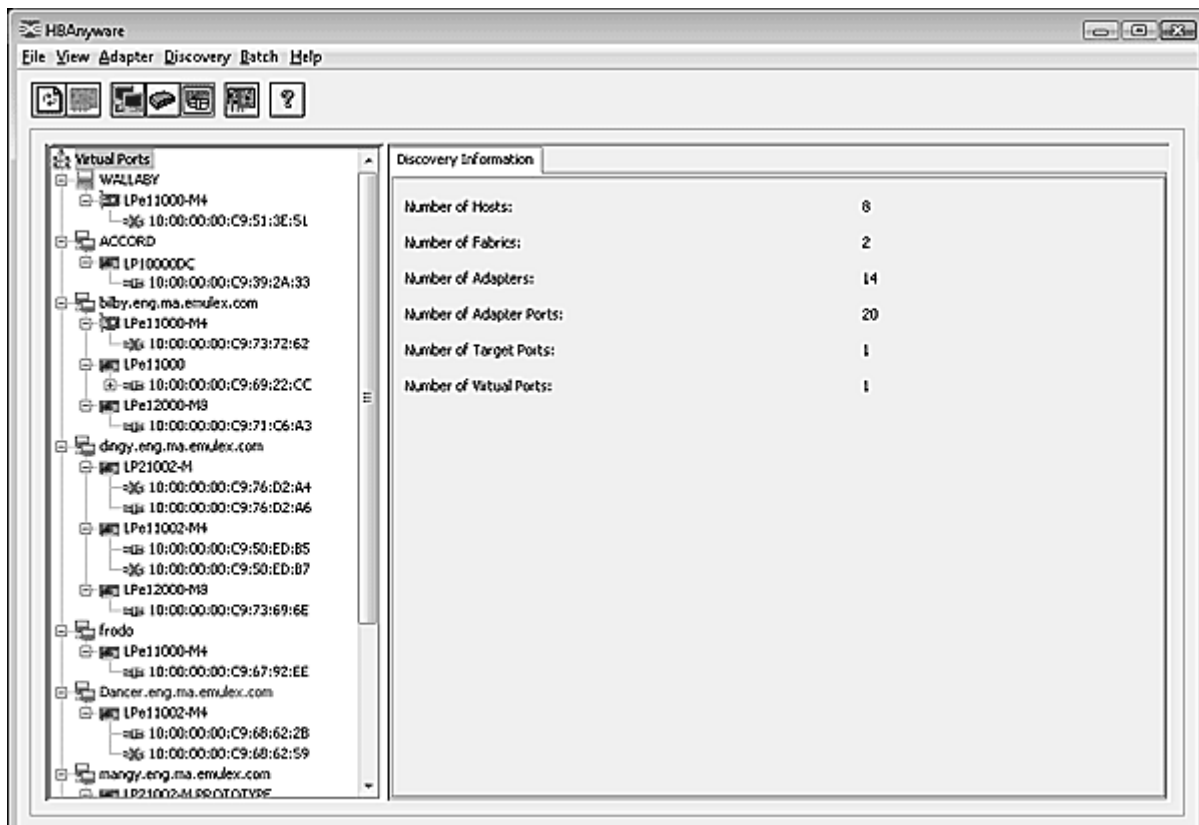 HBAnyware
File View Adapter Discovery Batch Help
?
Virtual Ports
WALLABY
LPe11000-M4
10:00:00:00:C9:51:3E:51
ACCORD
LP10000DC
10:00:00:00:C9:39:2A:33
bilby.eng.ma.emulex.com
LPe11000-M4
10:00:00:00:C9:73:72:62
LPe11000
10:00:00:00:C9:69:22:CC
LPe12000-M8
10:00:00:00:C9:71:C6:A3
dingy.eng.ma.emulex.com
LP21002-M
10:00:00:00:C9:76:D2:A4
10:00:00:00:C9:76:D2:A6
LPe11002-M4
10:00:00:00:C9:50:ED:B5
10:00:00:00:C9:50:ED:B7
LPe12000-M8
10:00:00:00:C9:73:69:6E
frodo
LPe11000-M4
10:00:00:00:C9:67:92:EE
Dancer.eng.ma.emulex.com
LPe11002-M4
10:00:00:00:C9:68:62:2B
10:00:00:00:C9:68:62:59
mangy.eng.ma.emulex.com
LP21002-M PROTOTYPE
Discovery Information
Number of Hosts: 8
Number of Fabrics: 2
Number of Adapters: 14
Number of Adapter Ports: 20
Number of Target Ports: 1
Number of Virtual Ports: 1